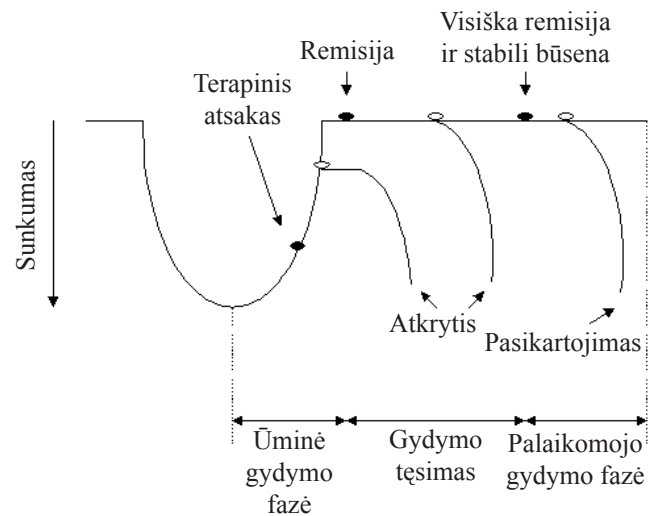 Visiška remisija
ir stabili būsena
Remisija
Terapinis
atsakas
Sunkumas
Atkrytis
Pasikartojimas
Ūminė
gydymo
fazė
Gydymo
tęsimas
Palaikomojo
gydymo fazė